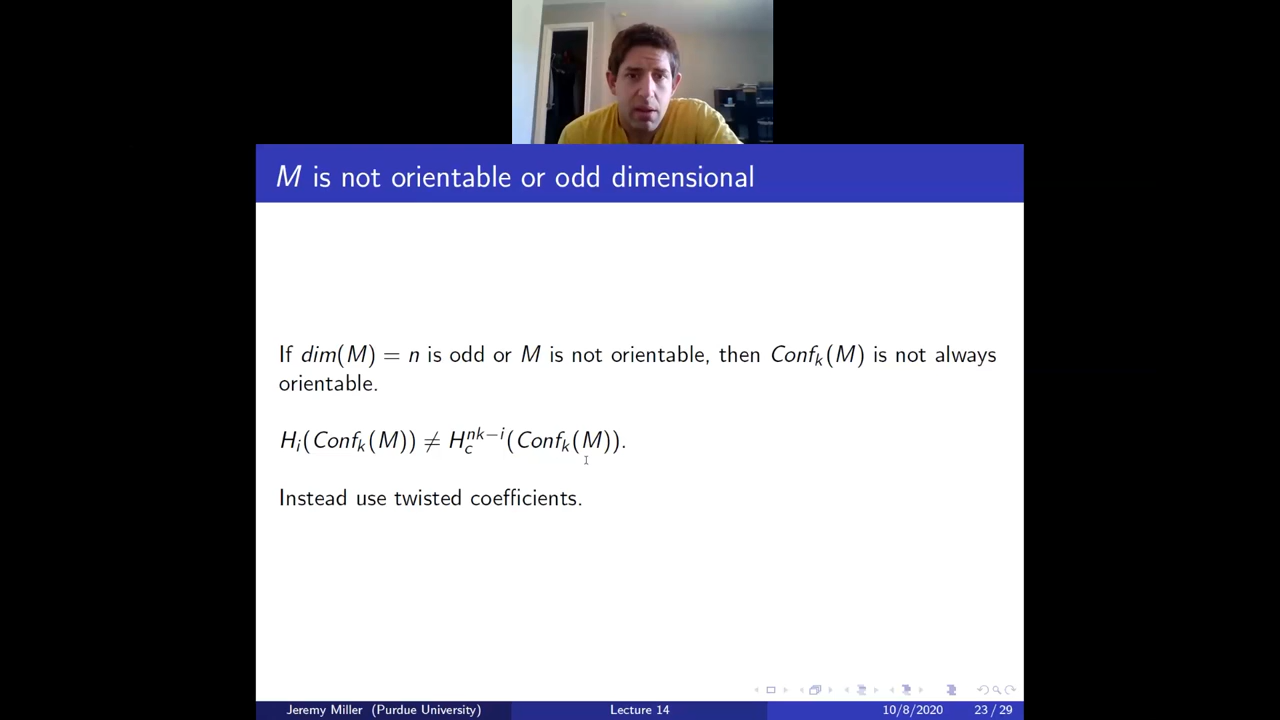 M is not orientable or odd dimensional
If dim(M) = n is odd or M is not orientable, then Conf_k(M) is not always
orientable.
H_i(Conf_k(M)) ≠ H_c^{nk−i}(Conf_k(M)).
Instead use twisted coefficients.
Jeremy Miller (Purdue University) Lecture 14 10/8/2020 23 / 29